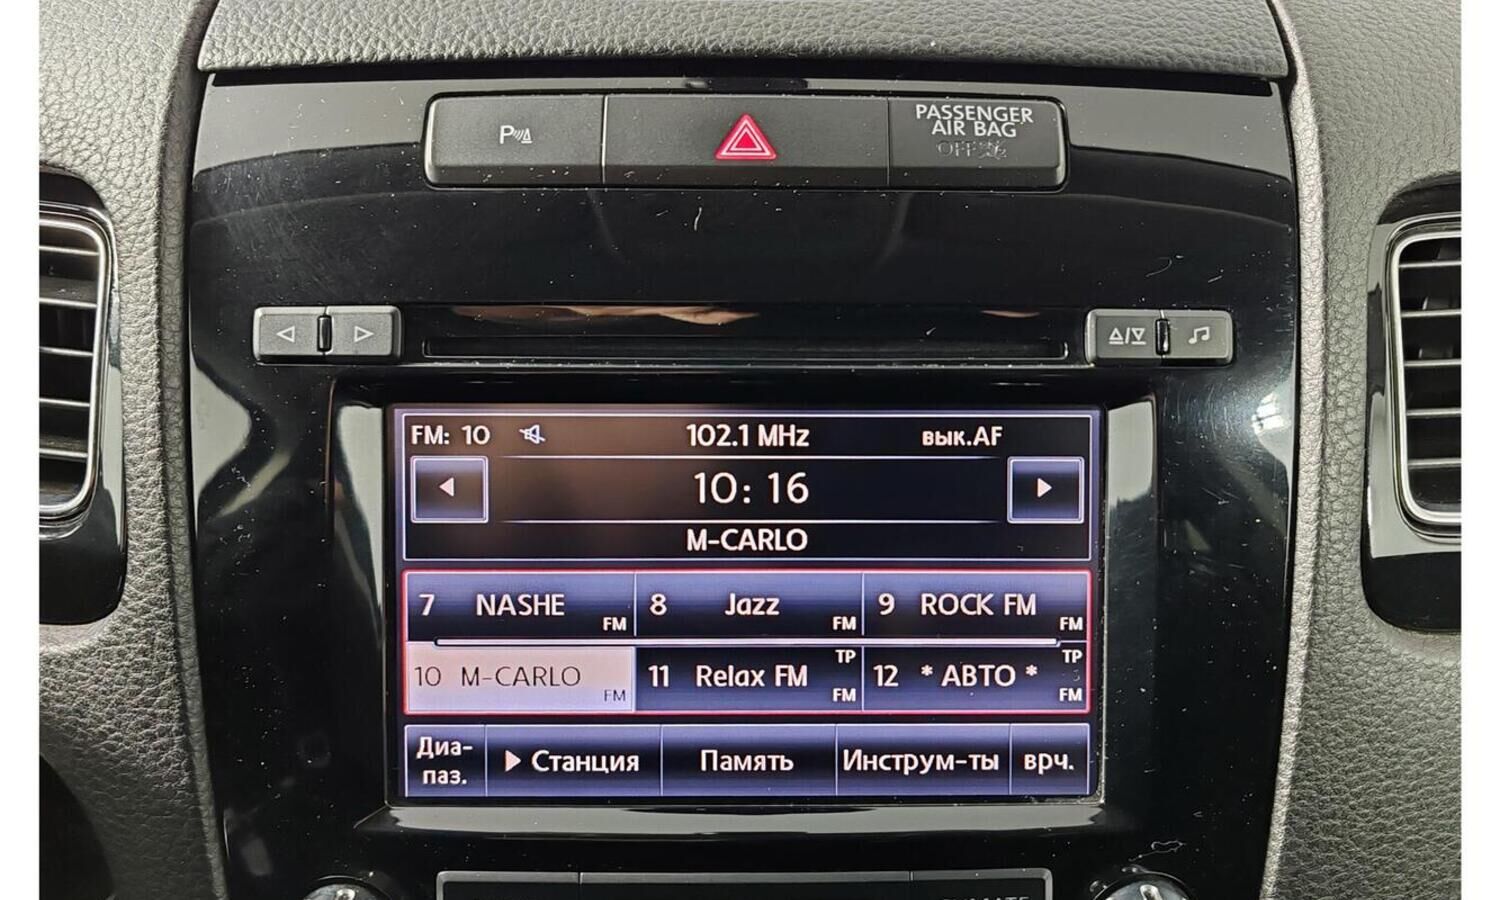 P
PASSENGER
AIR BAG
OFF
FM: 10 102.1 MHz вык.AF
10:16
M-CARLO
7 NASHE FM 8 Jazz FM 9 ROCK FM FM
10 M-CARLO FM 11 Relax FM TP FM 12 * АВТО * TP FM
Диа-
паз.
Станция Память Инструм-ты врч.